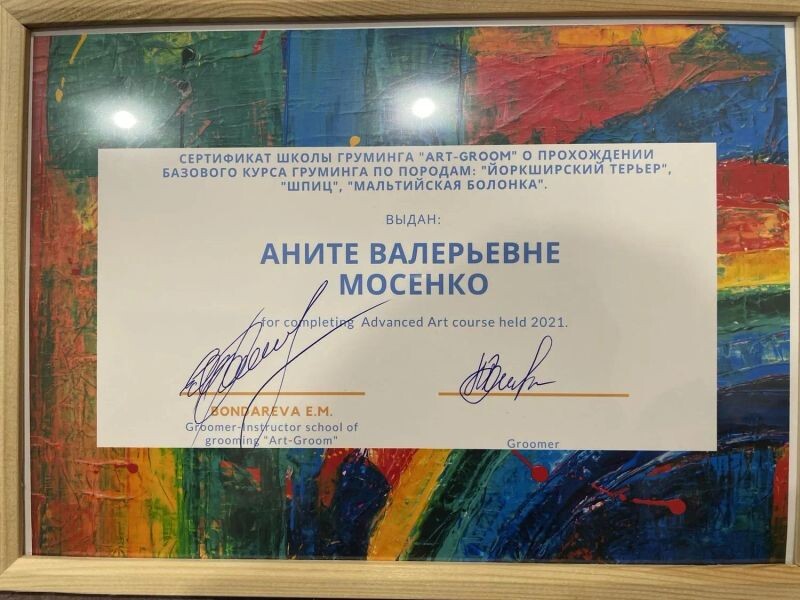 СЕРТИФИКАТ ШКОЛЫ ГРУМИНГА "ART-GROOM" О ПРОХОЖДЕНИИ
БАЗОВОГО КУРСА ГРУМИНГА ПО ПОРОДАМ: "ЙОРКШИРСКИЙ ТЕРЬЕР",
"ШПИЦ", "МАЛЬТИЙСКАЯ БОЛОНКА".
ВЫДАН:
АНИТЕ ВАЛЕРЬЕВНЕ
МОСЕНКО
for completing Advanced Art course held 2021.
BONDAREVA E.M.
Groomer-Instructor school of
grooming "Art-Groom"
Groomer